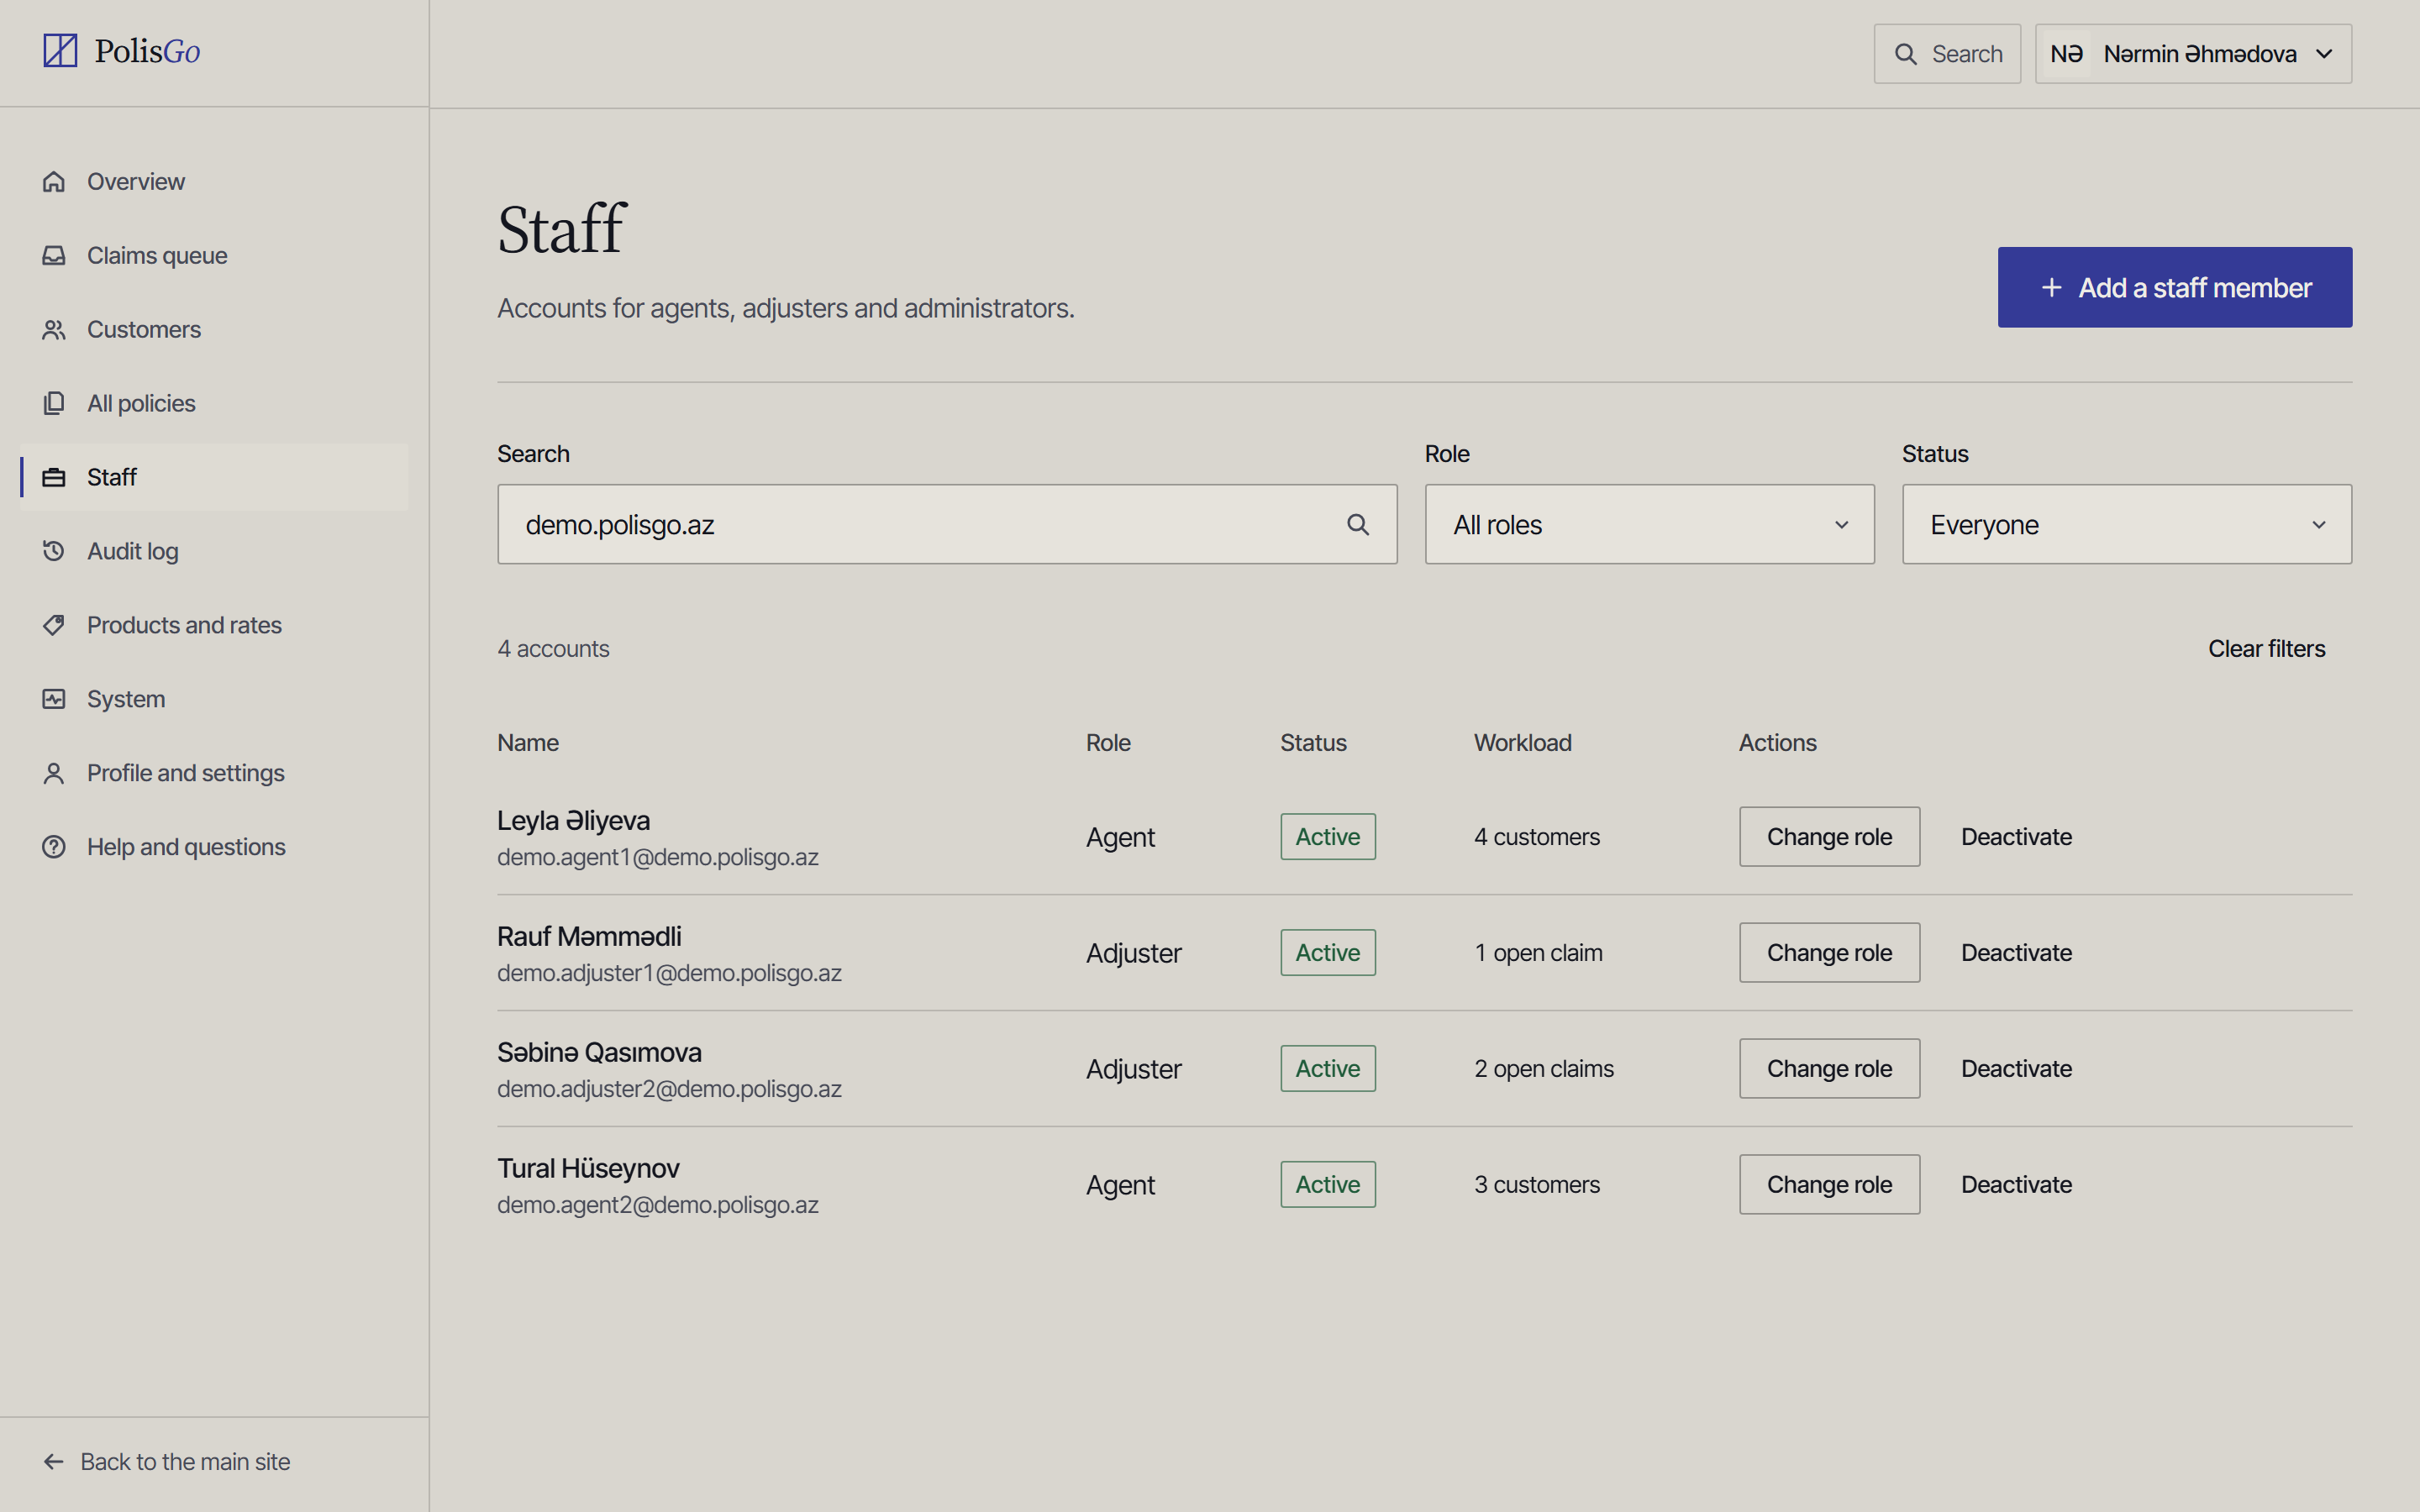 PolisGo
Search
NƏ Nərmin Əhmədova
Overview
Claims queue
Customers
All policies
Staff
Audit log
Products and rates
System
Profile and settings
Help and questions
Back to the main site
Staff
Accounts for agents, adjusters and administrators.
Add a staff member
Search Role Status
demo.polisgo.az All roles Everyone
4 accounts Clear filters
Name Role Status Workload Actions
Leyla Əliyeva
demo.agent1@demo.polisgo.az
Agent Active 4 customers Change role Deactivate
Rauf Məmmədli
demo.adjuster1@demo.polisgo.az
Adjuster Active 1 open claim Change role Deactivate
Səbinə Qasımova
demo.adjuster2@demo.polisgo.az
Adjuster Active 2 open claims Change role Deactivate
Tural Hüseynov
demo.agent2@demo.polisgo.az
Agent Active 3 customers Change role Deactivate